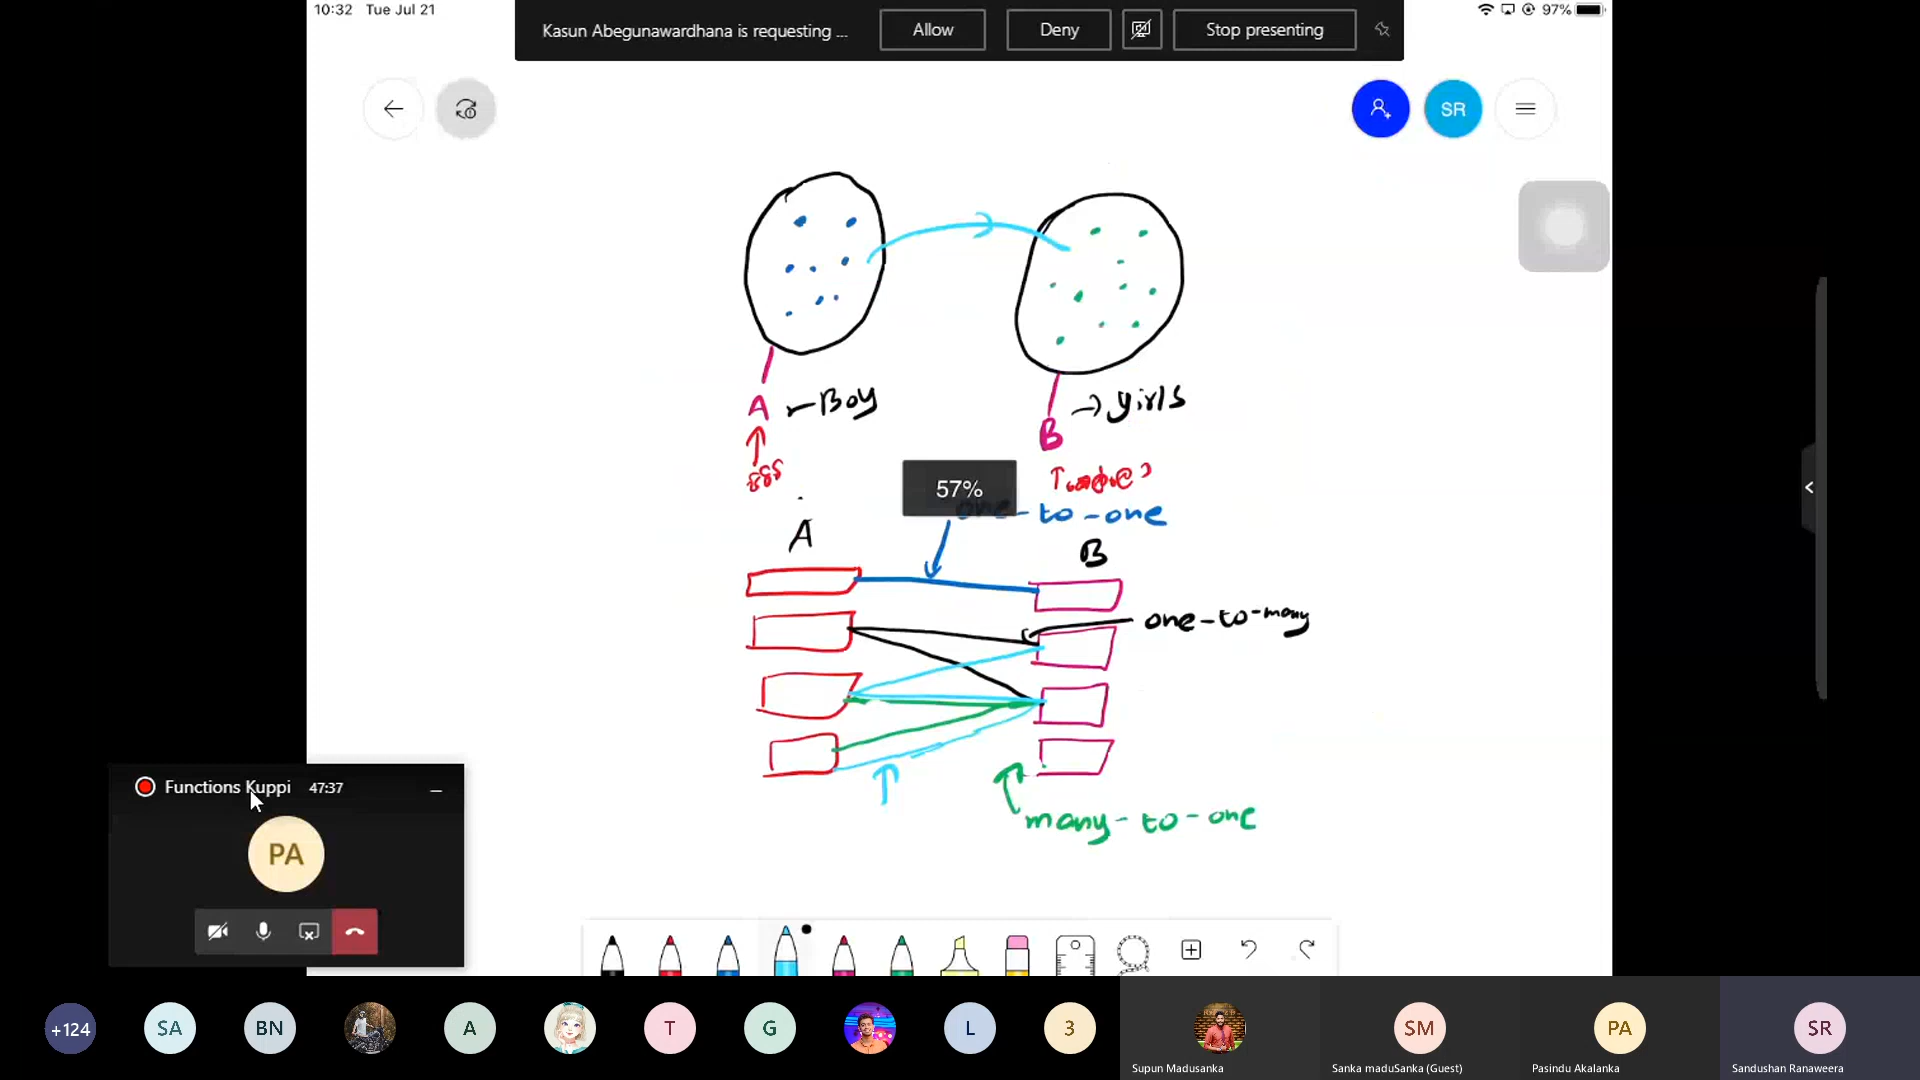 10:32 Tue Jul 21
97%
Kasun Abegunawardhana is requesting ...
Allow
Deny
Stop presenting
SR
A Boy
B → girls
57%
one-to-one
A
B
one-to-many
many-to-one
Functions Kuppi 47:37
PA
+124
SA
BN
A
T
G
L
3
SM
PA
SR
Supun Madusanka
Sanka maduSanka (Guest)
Pasindu Akalanka
Sandushan Ranaweera